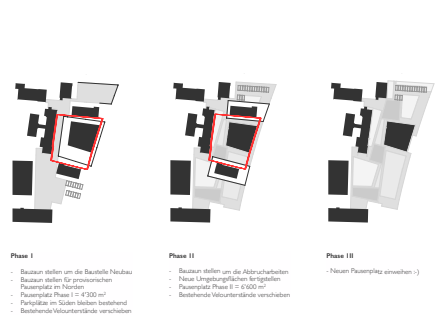 Phase I
- Bauzaun stellen um die Baustelle Neubau
- Bauzaun stellen für provisorischen
Pausenplatz im Norden
- Pausenplatz Phase I = 4'300 m²
- Parkplätze im Süden bleiben bestehend
- Bestehende Velounterstände verschieben
Phase II
- Bauzaun stellen um die Abbrucharbeiten
- Neue Umgebungsflächen fertigstellen
- Pausenplatz Phase II = 6'600 m²
- Bestehende Velounterstände verschieben
Phase III
- Neuen Pausenplatz einweihen :-)